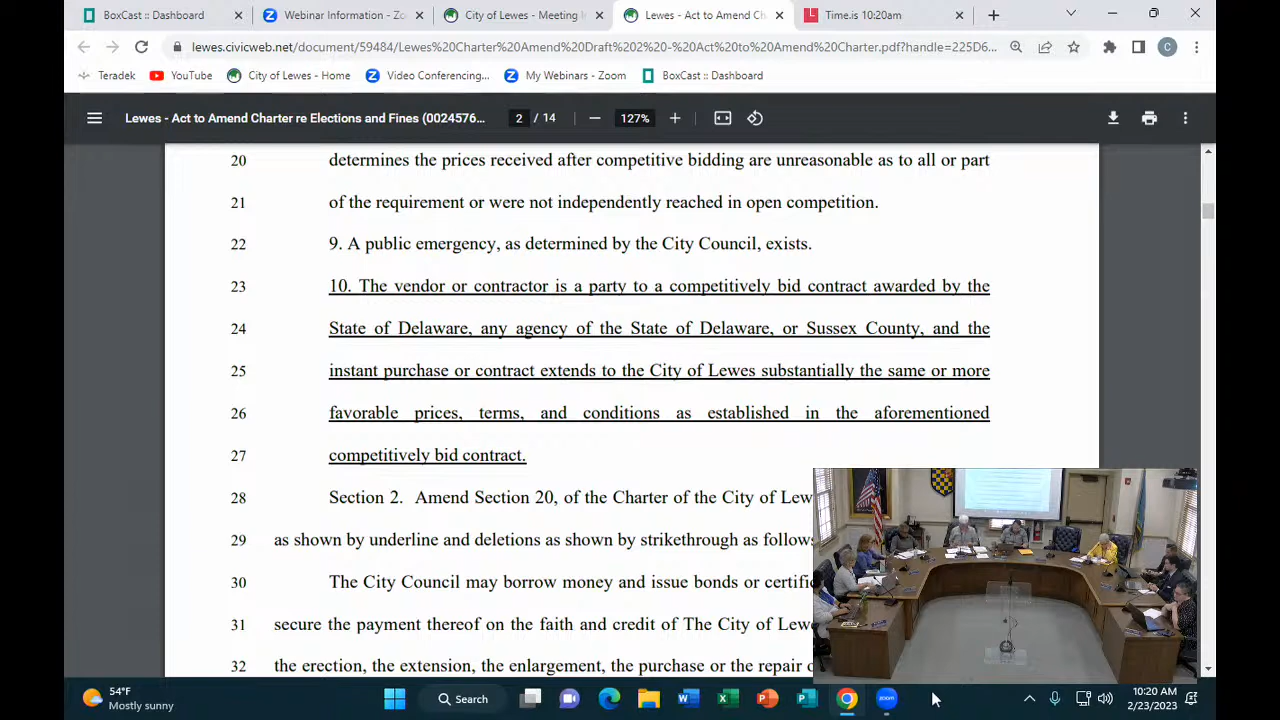 BoxCast :: Dashboard
Webinar Information - Zo
City of Lewes - Meeting I
Lewes - Act to Amend Ch
Time.is 10:20am
lewes.civicweb.net/document/59484/Lewes%20Charter%20Amend%20Draft%202%20-%20Act%20to%20Amend%20Charter.pdf?handle=225D6...
C
Teradek
YouTube
City of Lewes - Home
Video Conferencing...
My Webinars - Zoom
BoxCast :: Dashboard
Lewes - Act to Amend Charter re Elections and Fines (0024576...
2 / 14
127%
20 determines the prices received after competitive bidding are unreasonable as to all or part
21 of the requirement or were not independently reached in open competition.
22 9. A public emergency, as determined by the City Council, exists.
23 10. The vendor or contractor is a party to a competitively bid contract awarded by the
24 State of Delaware, any agency of the State of Delaware, or Sussex County, and the
25 instant purchase or contract extends to the City of Lewes substantially the same or more
26 favorable prices, terms, and conditions as established in the aforementioned
27 competitively bid contract.
28 Section 2. Amend Section 20, of the Charter of the City of Lew
29 as shown by underline and deletions as shown by strikethrough as follows
30 The City Council may borrow money and issue bonds or certifi
31 secure the payment thereof on the faith and credit of The City of Lewe
32 the erection, the extension, the enlargement, the purchase or the repair o
54°F
Mostly sunny
Search
zoom
10:20 AM
2/23/2023